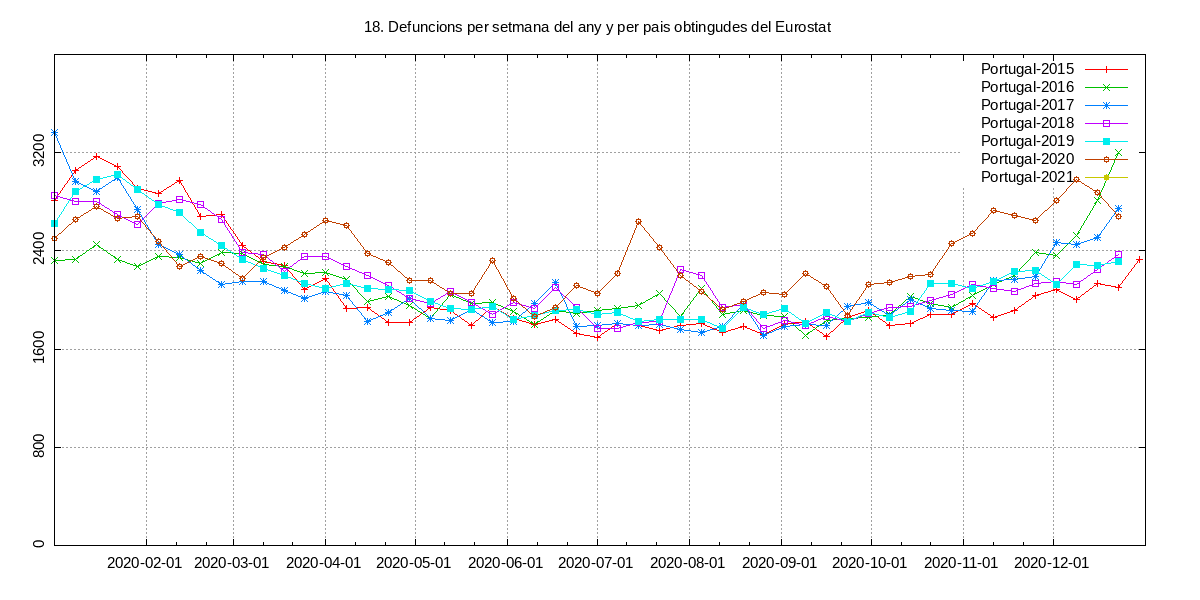 18. Defuncions per setmana del any y per pais obtingudes del Eurostat
Portugal-2015
Portugal-2016
Portugal-2017
Portugal-2018
Portugal-2019
Portugal-2020
Portugal-2021
3200
2400
1600
800
0
2020-02-01 2020-03-01 2020-04-01 2020-05-01 2020-06-01 2020-07-01 2020-08-01 2020-09-01 2020-10-01 2020-11-01 2020-12-01